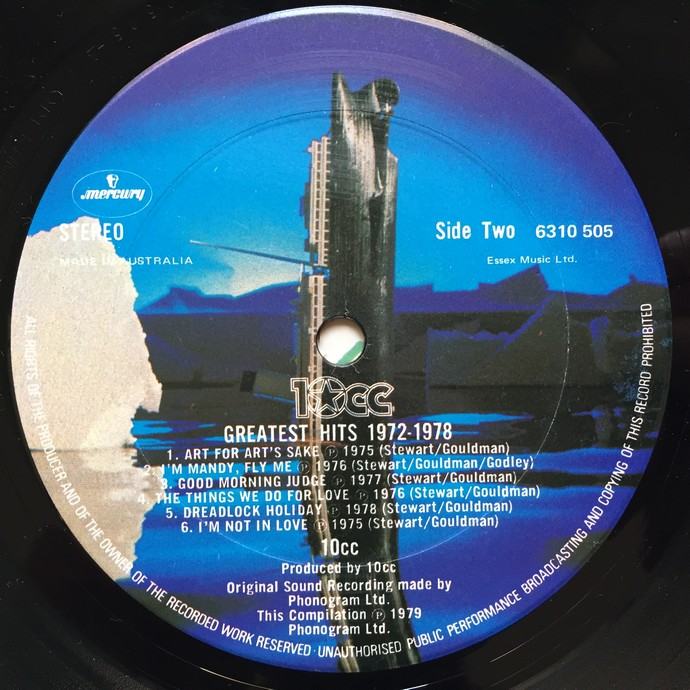 mercury
STEREO
MADE IN AUSTRALIA
Side Two 6310 505
Essex Music Ltd.
10cc
GREATEST HITS 1972-1978
1. ART FOR ART'S SAKE ℗ 1975 (Stewart/Gouldman)
2. I'M MANDY, FLY ME ℗ 1976 (Stewart/Gouldman/Godley)
3. GOOD MORNING JUDGE ℗ 1977 (Stewart/Gouldman)
4. THE THINGS WE DO FOR LOVE ℗ 1976 (Stewart/Gouldman)
5. DREADLOCK HOLIDAY ℗ 1978 (Stewart/Gouldman)
6. I'M NOT IN LOVE ℗ 1975 (Stewart/Gouldman)
10cc
Produced by 10cc
Original Sound Recording made by
Phonogram Ltd.
This Compilation ℗ 1979
Phonogram Ltd.
ALL RIGHTS OF THE PRODUCER AND OF THE OWNER OF THE RECORDED WORK RESERVED · UNAUTHORISED PUBLIC PERFORMANCE BROADCASTING AND COPYING OF THIS RECORD PROHIBITED